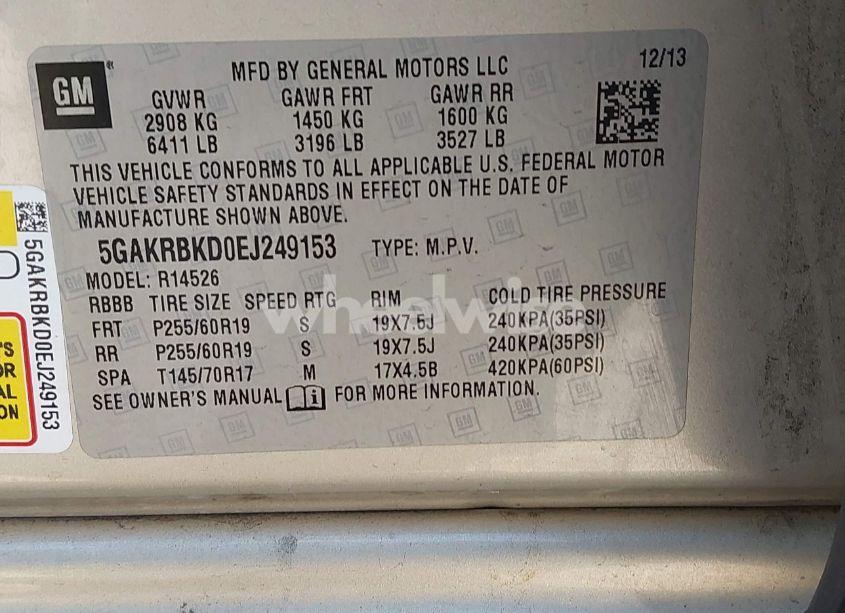 GM
MFD BY GENERAL MOTORS LLC
12/13
GVWR GAWR FRT GAWR RR
2908 KG 1450 KG 1600 KG
6411 LB 3196 LB 3527 LB
THIS VEHICLE CONFORMS TO ALL APPLICABLE U.S. FEDERAL MOTOR
VEHICLE SAFETY STANDARDS IN EFFECT ON THE DATE OF
MANUFACTURE SHOWN ABOVE.
5GAKRBKD0EJ249153 TYPE: M.P.V.
MODEL: R14526
RBBB TIRE SIZE SPEED RTG RIM COLD TIRE PRESSURE
FRT P255/60R19 S 19X7.5J 240KPA(35PSI)
RR P255/60R19 S 19X7.5J 240KPA(35PSI)
SPA T145/70R17 M 17X4.5B 420KPA(60PSI)
SEE OWNER'S MANUAL FOR MORE INFORMATION.
5GAKRBKD0EJ249153